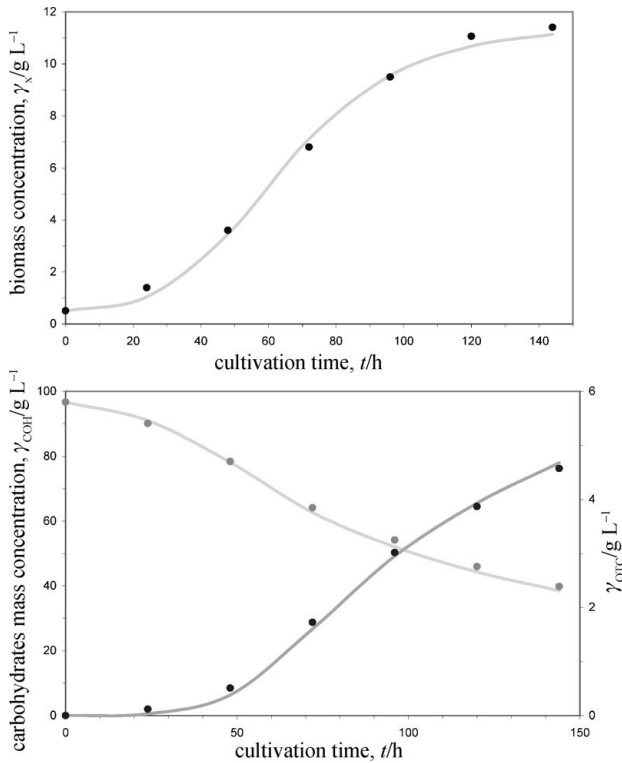 biomass concentration, γₓ/g L⁻¹
12
10
8
6
4
2
0
0 20 40 60 80 100 120 140
cultivation time, t/h
carbohydrates mass concentration, γ_COH/g L⁻¹
100
80
60
40
20
0
6
4
2
0
γ_OTC/g L⁻¹
0 50 100 150
cultivation time, t/h